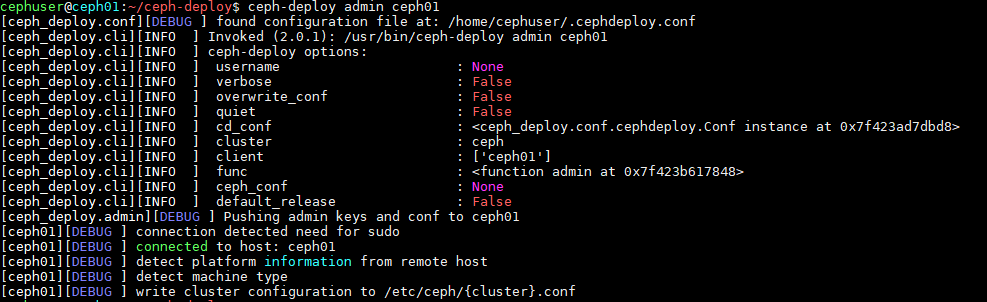 cephuser@ceph01:~/ceph-deploy$ ceph-deploy admin ceph01
[ceph_deploy.conf][DEBUG ] found configuration file at: /home/cephuser/.cephdeploy.conf
[ceph_deploy.cli][INFO  ] Invoked (2.0.1): /usr/bin/ceph-deploy admin ceph01
[ceph_deploy.cli][INFO  ] ceph-deploy options:
[ceph_deploy.cli][INFO  ]  username                      : None
[ceph_deploy.cli][INFO  ]  verbose                       : False
[ceph_deploy.cli][INFO  ]  overwrite_conf                : False
[ceph_deploy.cli][INFO  ]  quiet                         : False
[ceph_deploy.cli][INFO  ]  cd_conf                       : <ceph_deploy.conf.cephdeploy.Conf instance at 0x7f423ad7dbd8>
[ceph_deploy.cli][INFO  ]  cluster                       : ceph
[ceph_deploy.cli][INFO  ]  client                        : ['ceph01']
[ceph_deploy.cli][INFO  ]  func                          : <function admin at 0x7f423b617848>
[ceph_deploy.cli][INFO  ]  ceph_conf                     : None
[ceph_deploy.cli][INFO  ]  default_release               : False
[ceph_deploy.admin][DEBUG ] Pushing admin keys and conf to ceph01
[ceph01][DEBUG ] connection detected need for sudo
[ceph01][DEBUG ] connected to host: ceph01
[ceph01][DEBUG ] detect platform information from remote host
[ceph01][DEBUG ] detect machine type
[ceph01][DEBUG ] write cluster configuration to /etc/ceph/{cluster}.conf